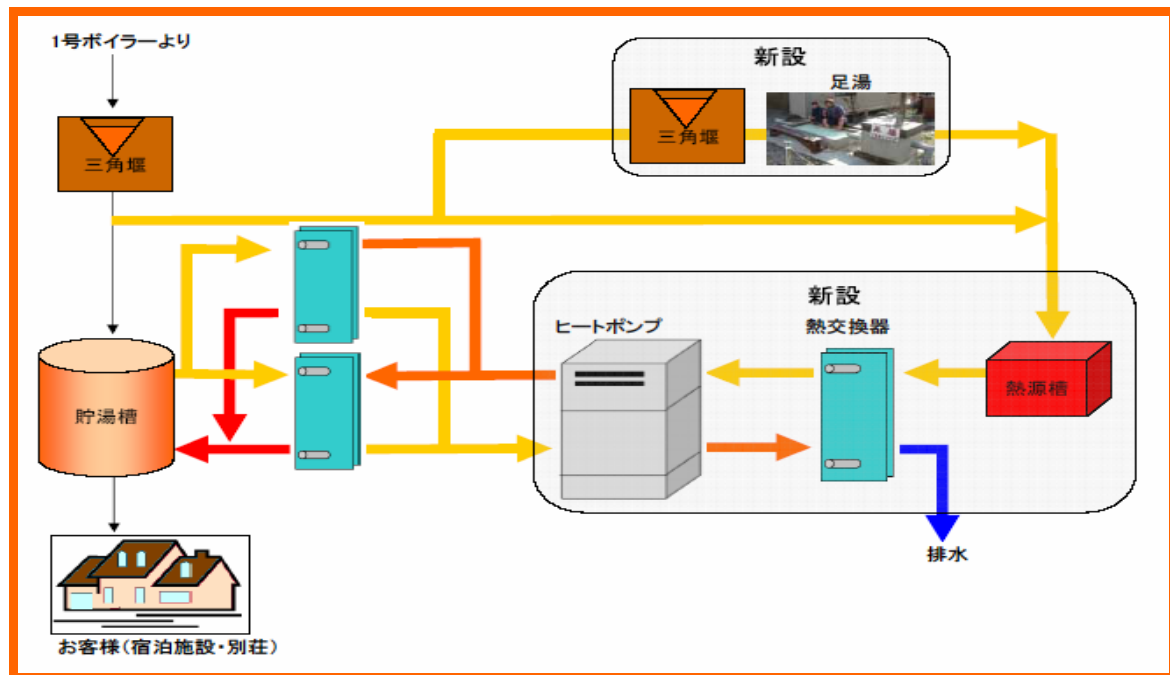 1号ボイラーより
新設
足湯
三角堰
三角堰
新設
ヒートポンプ
熱交換器
熱源槽
貯湯槽
排水
お客様(宿泊施設・別荘)